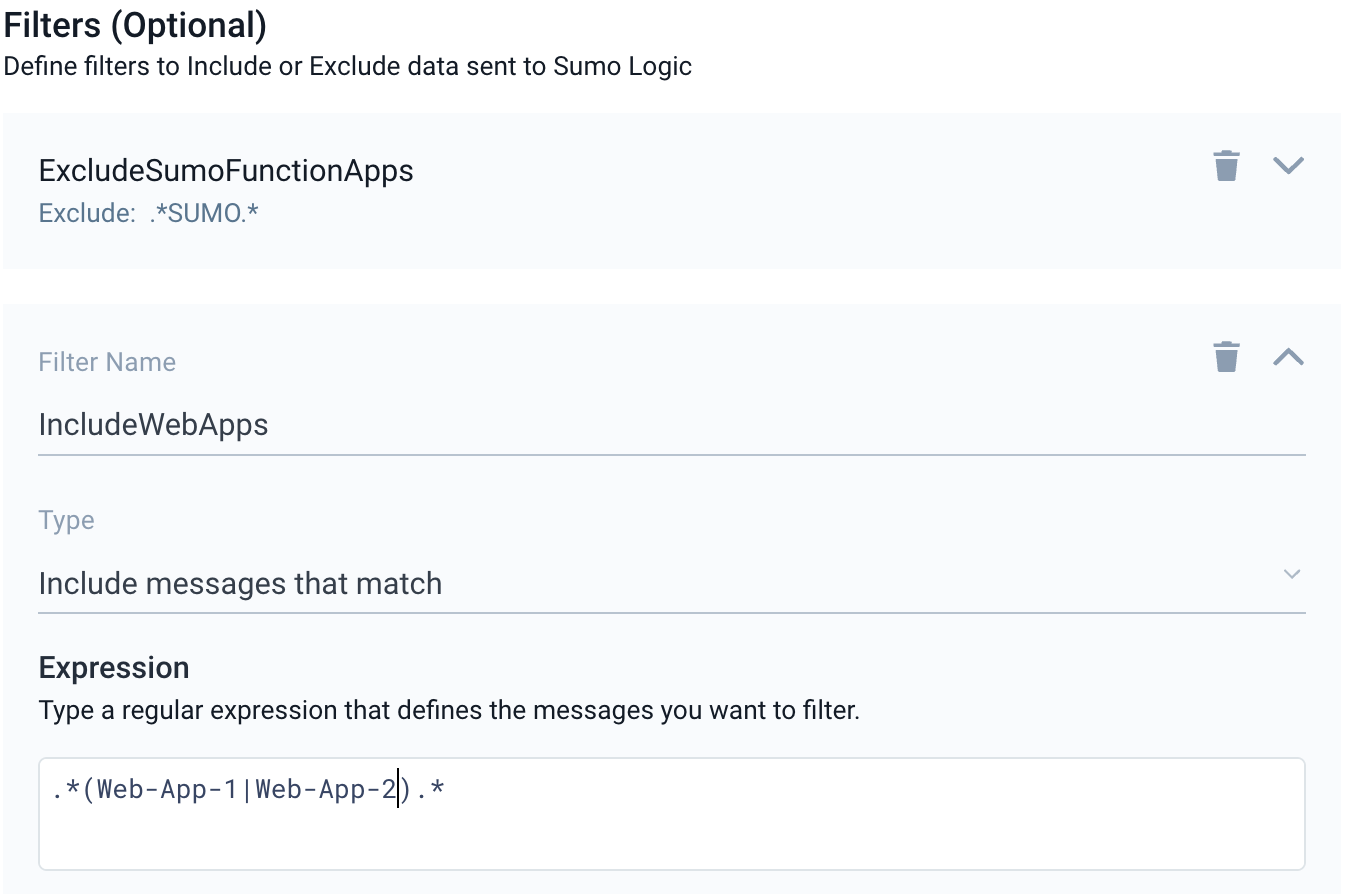 Filters (Optional)
Define filters to Include or Exclude data sent to Sumo Logic
ExcludeSumoFunctionApps
Exclude: .*SUMO.*
Filter Name
IncludeWebApps
Type
Include messages that match
Expression
Type a regular expression that defines the messages you want to filter.
.*(Web-App-1|Web-App-2).*